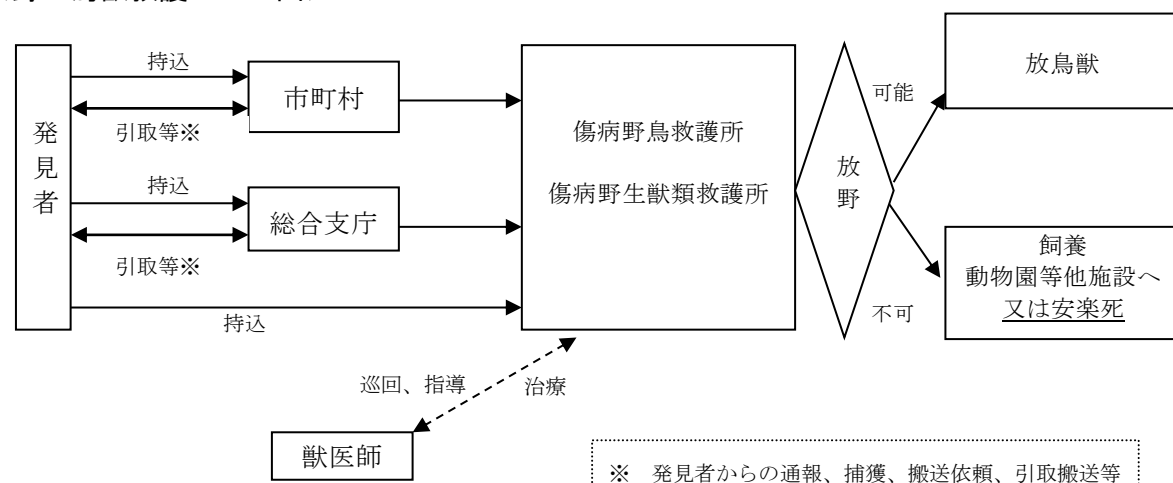 持込
市町村
引取等※
発見者
持込
総合支庁
引取等※
持込
傷病野鳥救護所
傷病野生獣類救護所
放野
可能
放鳥獣
不可
飼養
動物園等他施設へ
又は安楽死
巡回、指導
治療
獣医師
※ 発見者からの通報、捕獲、搬送依頼、引取搬送等